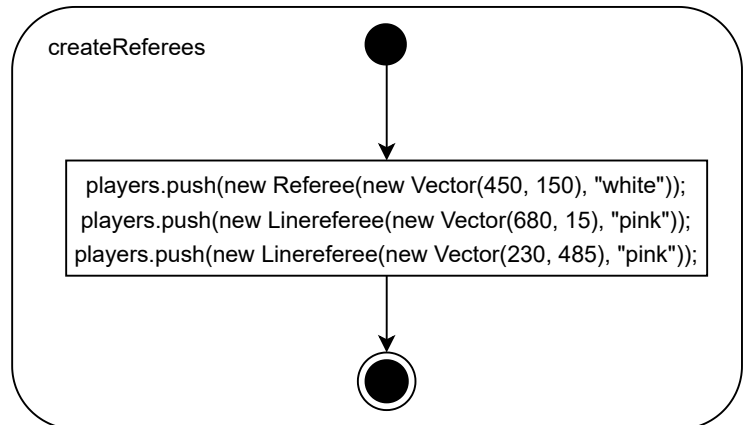 createReferees
players.push(new Referee(new Vector(450, 150), "white"));
players.push(new Linereferee(new Vector(680, 15), "pink"));
players.push(new Linereferee(new Vector(230, 485), "pink"));